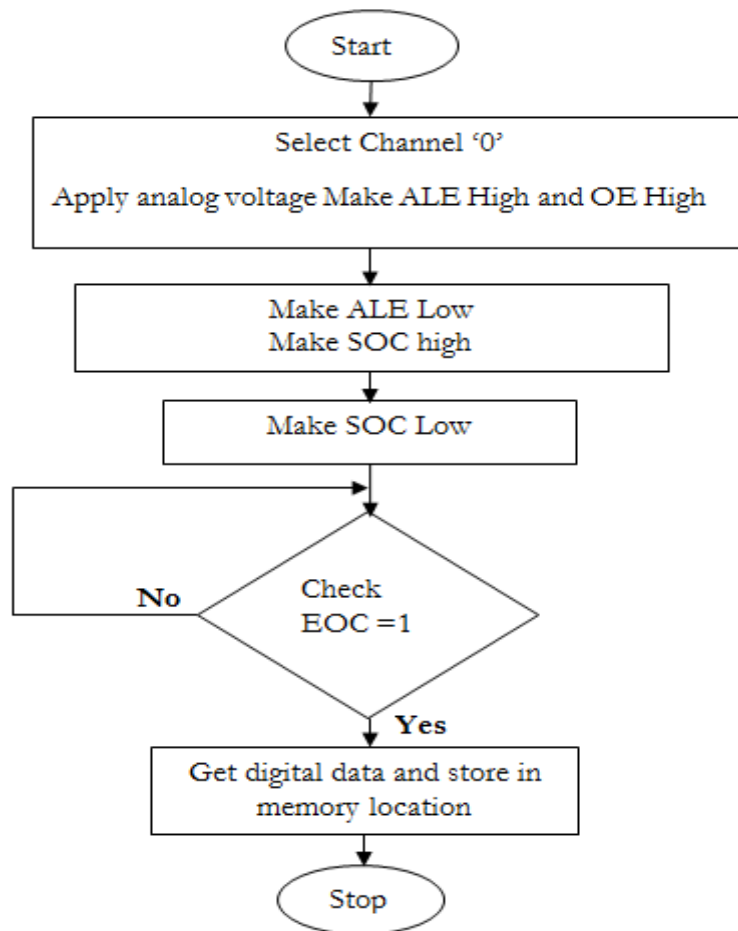 Start
Select Channel ‘0’
Apply analog voltage Make ALE High and OE High
Make ALE Low
Make SOC high
Make SOC Low
Check
EOC =1
No
Yes
Get digital data and store in
memory location
Stop